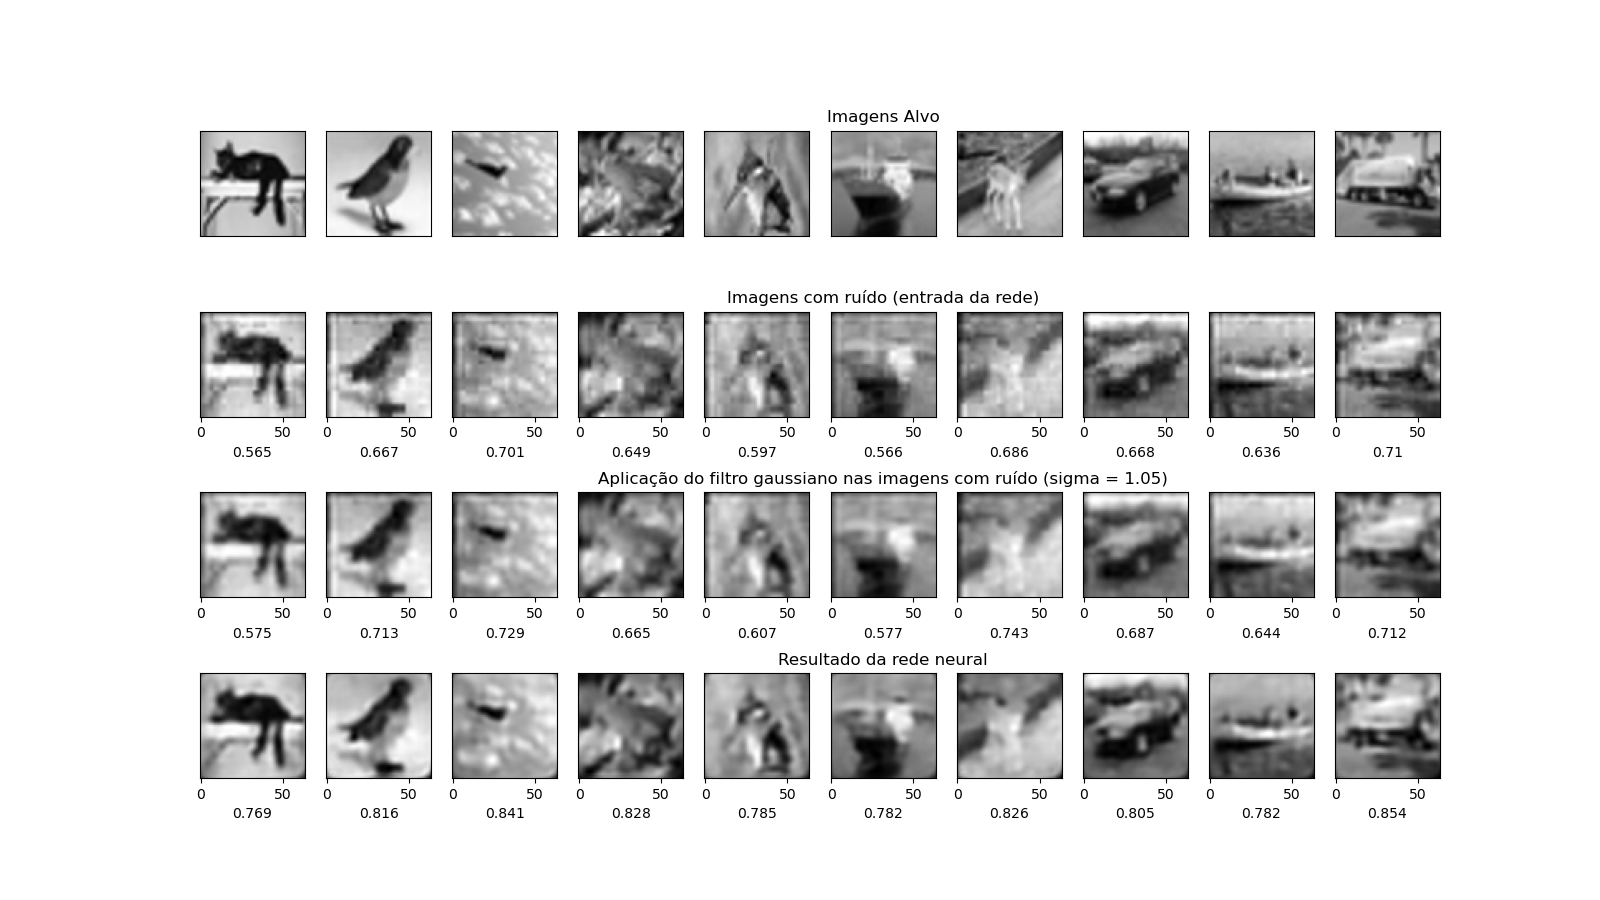 Imagens Alvo
Imagens com ruído (entrada da rede)
0 50 0 50 0 50 0 50 0 50 0 50 0 50 0 50 0 50 0 50
0.565 0.667 0.701 0.649 0.597 0.566 0.686 0.668 0.636 0.71
Aplicação do filtro gaussiano nas imagens com ruído (sigma = 1.05)
0 50 0 50 0 50 0 50 0 50 0 50 0 50 0 50 0 50 0 50
0.575 0.713 0.729 0.665 0.607 0.577 0.743 0.687 0.644 0.712
Resultado da rede neural
0 50 0 50 0 50 0 50 0 50 0 50 0 50 0 50 0 50 0 50
0.769 0.816 0.841 0.828 0.785 0.782 0.826 0.805 0.782 0.854